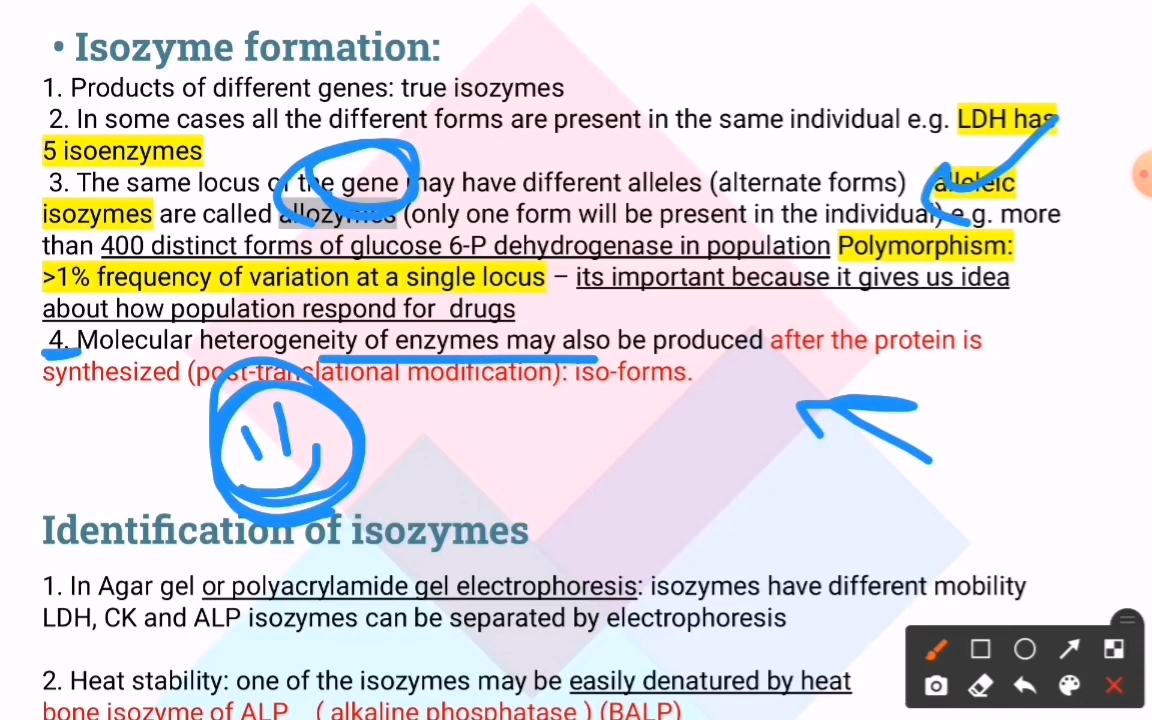 • Isozyme formation:
1. Products of different genes: true isozymes
2. In some cases all the different forms are present in the same individual e.g. LDH has
5 isoenzymes
3. The same locus of the gene may have different alleles (alternate forms) alleleic
isozymes are called allozymes (only one form will be present in the individual) e.g. more
than 400 distinct forms of glucose 6-P dehydrogenase in population Polymorphism:
>1% frequency of variation at a single locus – its important because it gives us idea
about how population respond for drugs
4. Molecular heterogeneity of enzymes may also be produced after the protein is
synthesized (post-translational modification): iso-forms.
Identification of isozymes
1. In Agar gel or polyacrylamide gel electrophoresis: isozymes have different mobility
LDH, CK and ALP isozymes can be separated by electrophoresis
2. Heat stability: one of the isozymes may be easily denatured by heat
bone isozyme of ALP ( alkaline phosphatase ) (BALP)